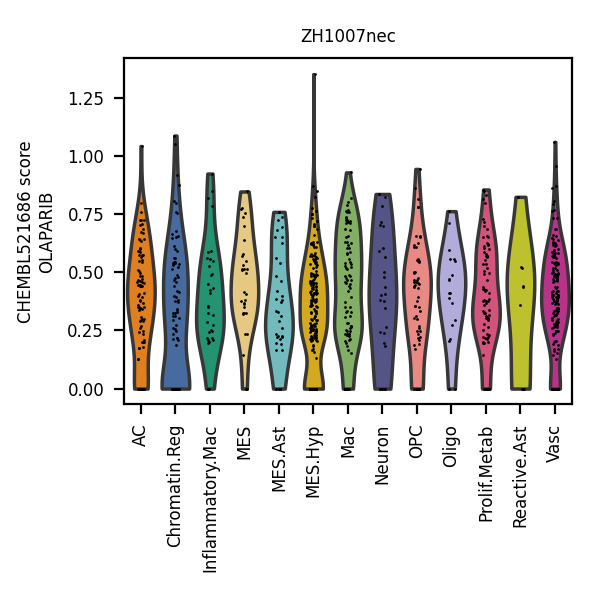 ZH1007nec
CHEMBL521686 score
OLAPARIB
1.25
1.00
0.75
0.50
0.25
0.00
AC
Chromatin.Reg
Inflammatory.Mac
MES
MES.Ast
MES.Hyp
Mac
Neuron
OPC
Oligo
Prolif.Metab
Reactive.Ast
Vasc